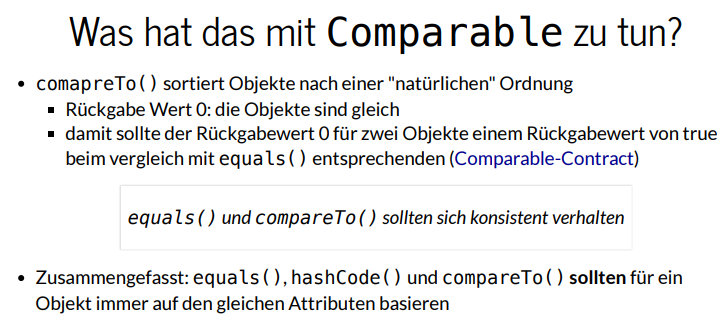 Was hat das mit Comparable zu tun?
comapreTo() sortiert Objekte nach einer "natürlichen" Ordnung
Rückgabe Wert 0: die Objekte sind gleich
damit sollte der Rückgabewert 0 für zwei Objekte einem Rückgabewert von true
beim vergleich mit equals() entsprechenden (Comparable-Contract)
equals() und compareTo() sollten sich konsistent verhalten
Zusammengefasst: equals(), hashCode() und compareTo() sollten für ein
Objekt immer auf den gleichen Attributen basieren